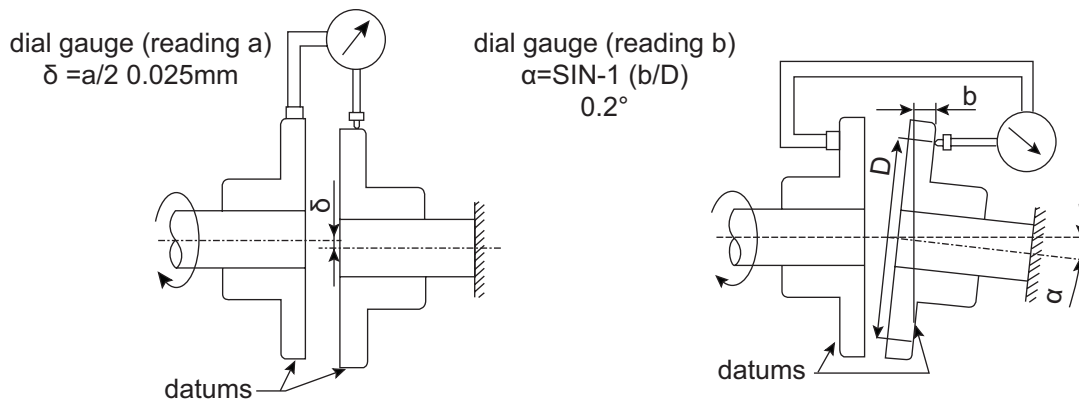 dial gauge (reading a)
δ =a/2 0.025mm
dial gauge (reading b)
α=SIN-1 (b/D)
0.2°
b
D
δ
α
datums
datums